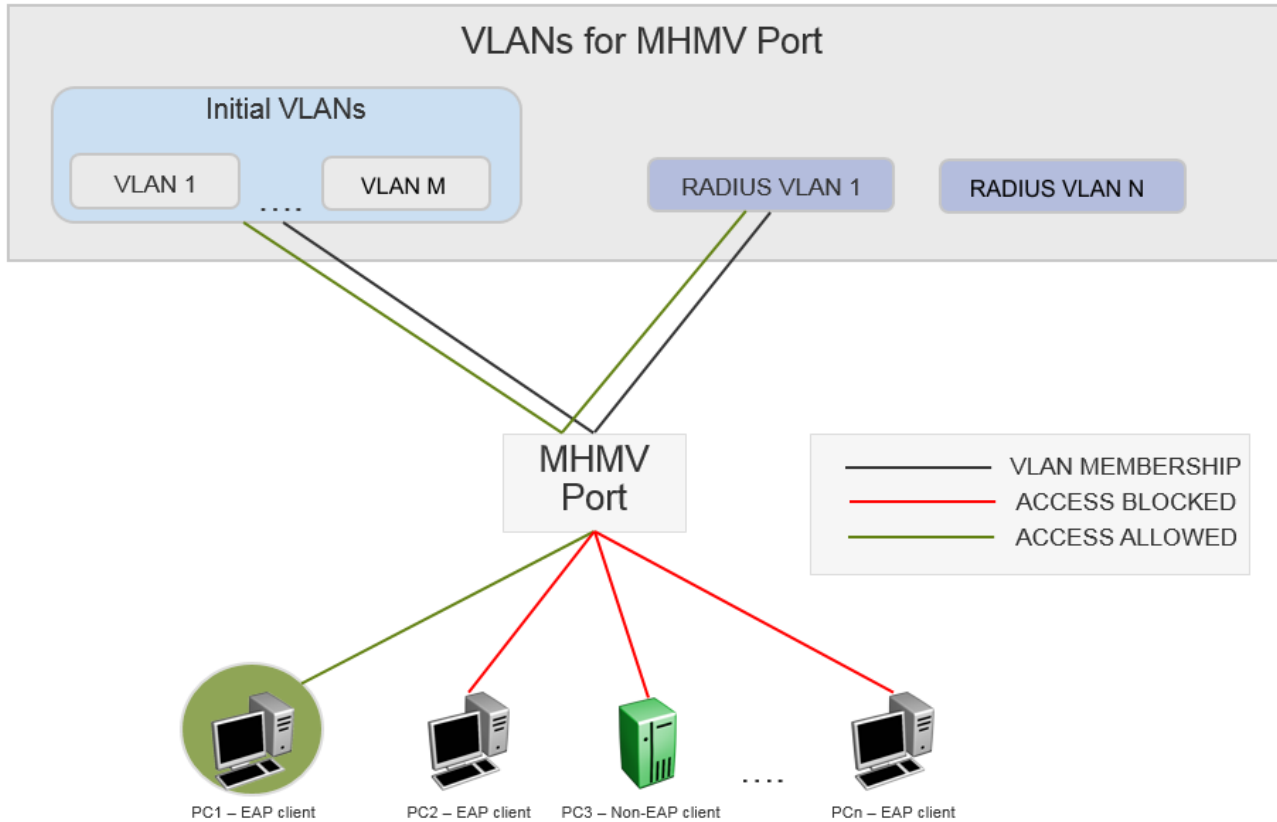 VLANs for MHMV Port
Initial VLANs
VLAN 1
....
VLAN M
RADIUS VLAN 1
RADIUS VLAN N
MHMV
Port
VLAN MEMBERSHIP
ACCESS BLOCKED
ACCESS ALLOWED
....
PC1 – EAP client
PC2 – EAP client
PC3 – Non-EAP client
PCn – EAP client